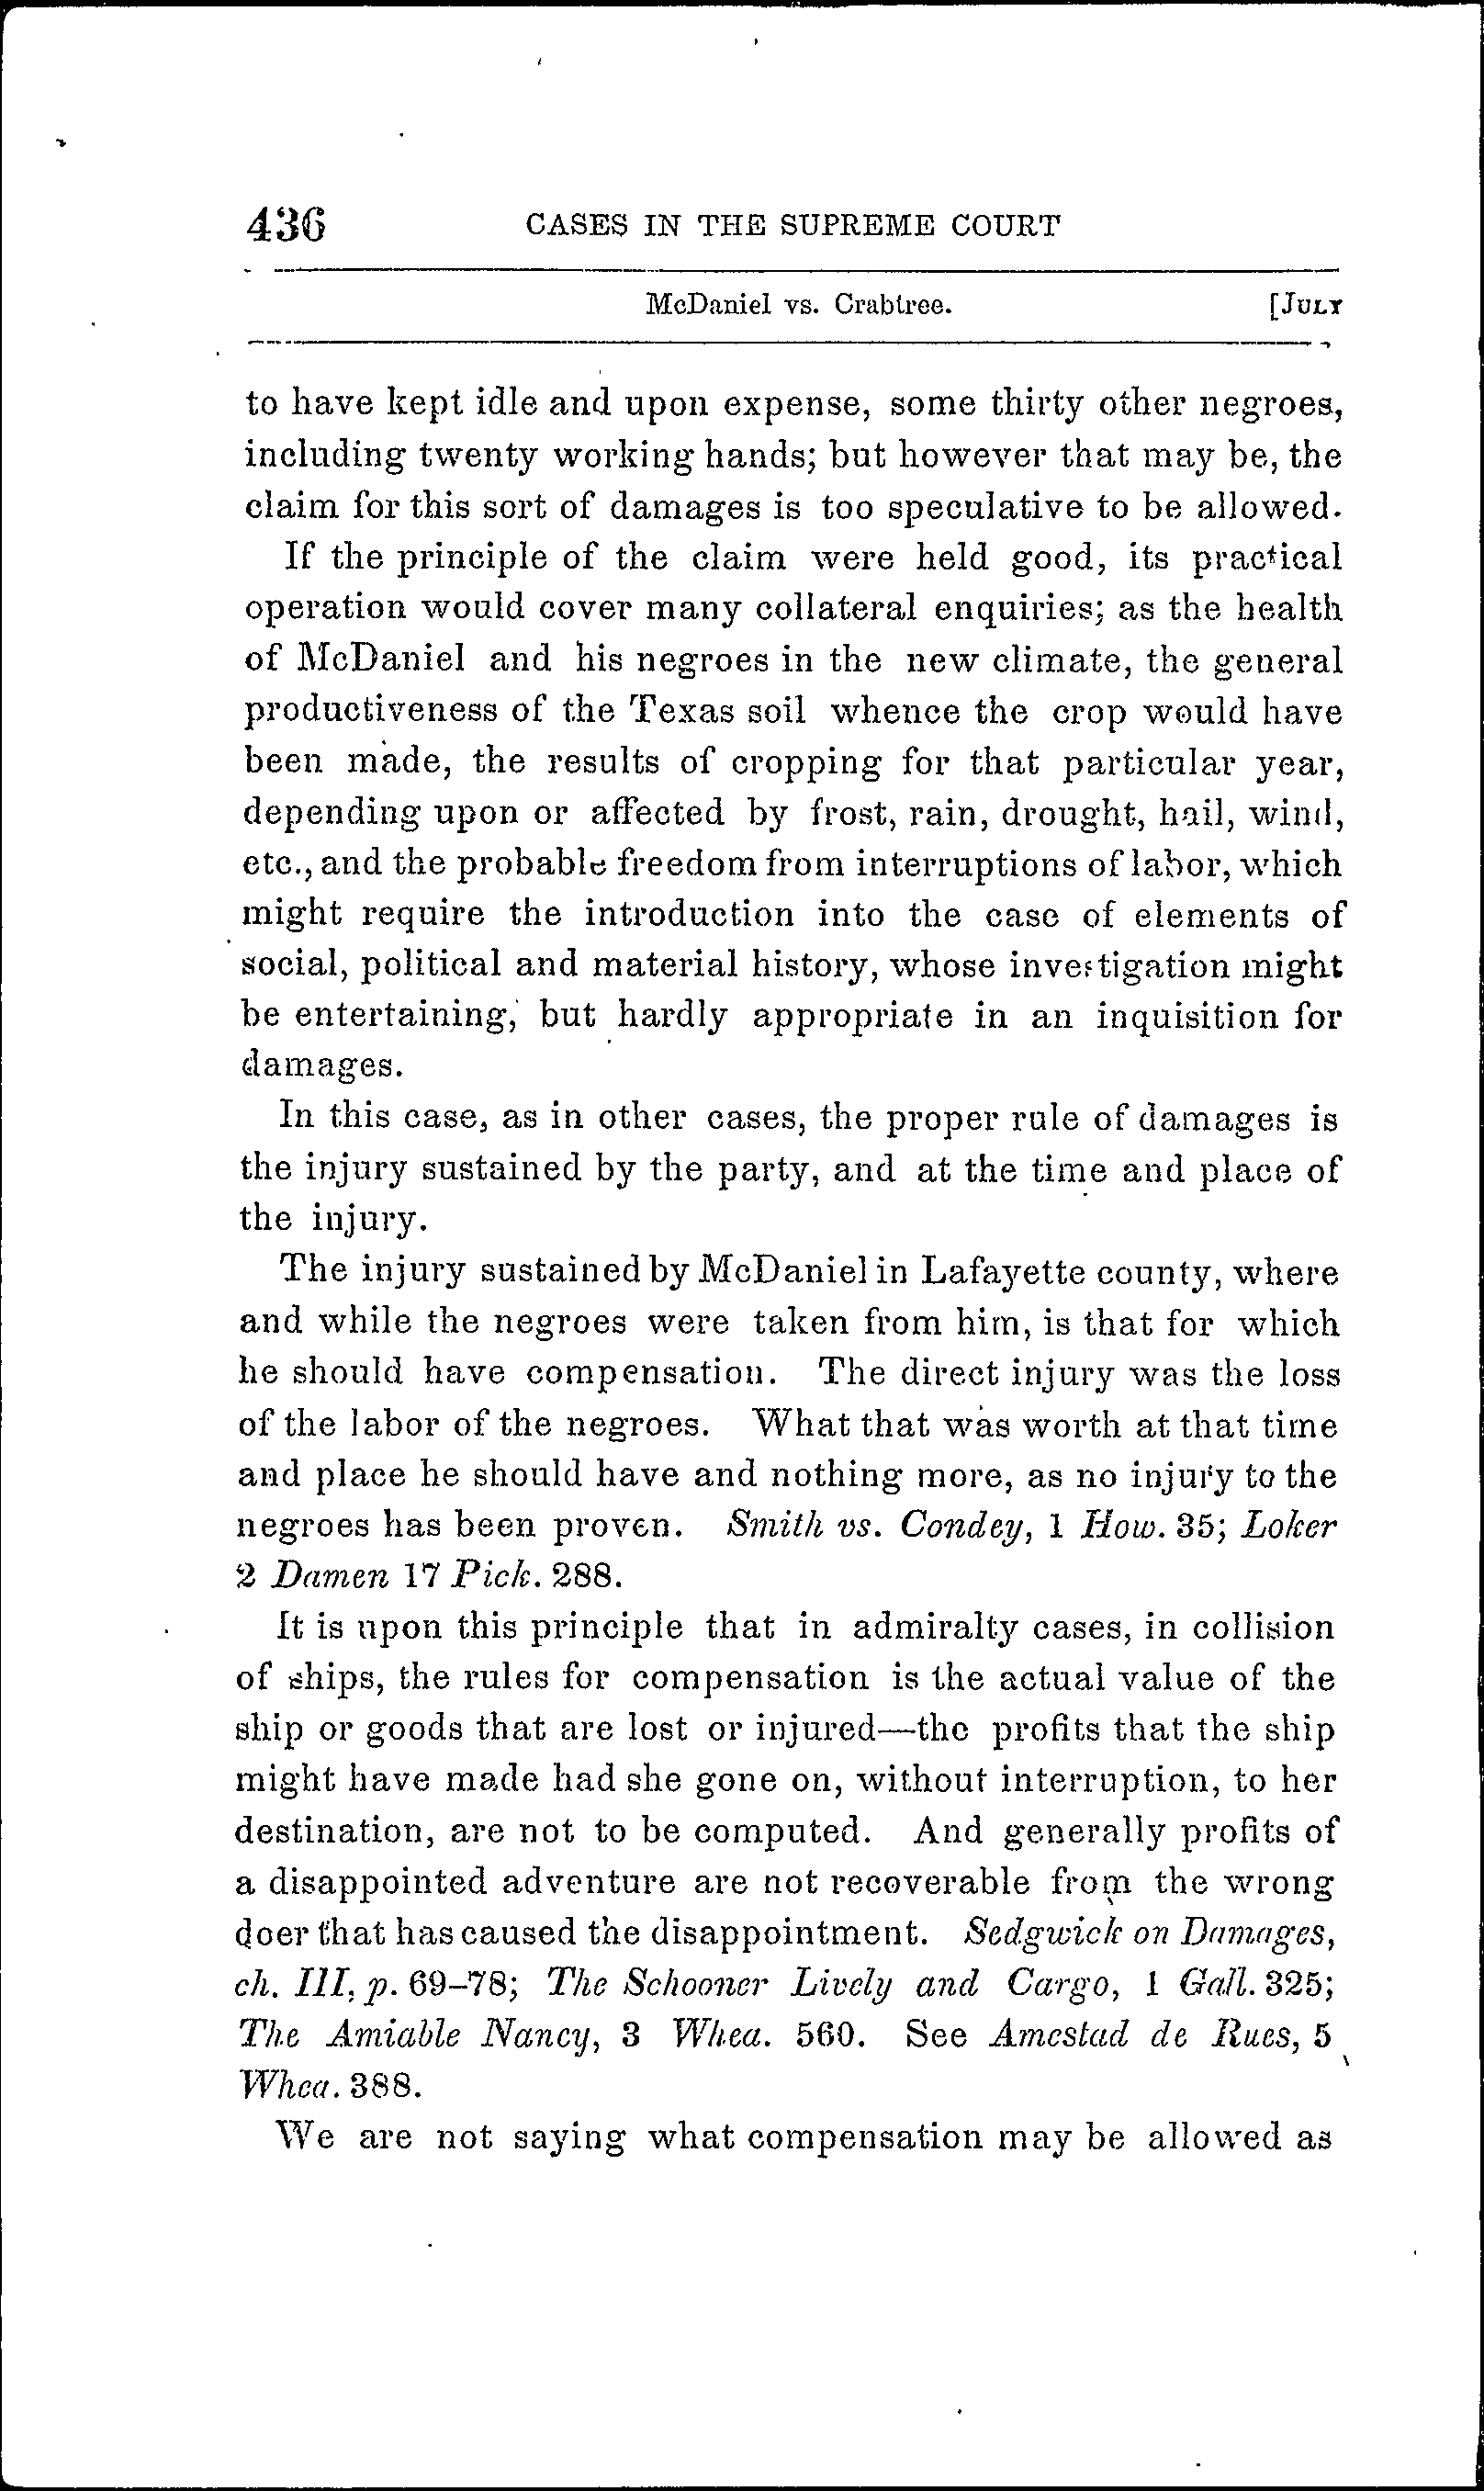 436 CASES IN THE SUPREME COURT
McDaniel vs. Crabtree. [JULY
to have kept idle and upon expense, some thirty other negroes,
including twenty working hands; but however that may be, the
claim for this sort of damages is too speculative to be allowed.
If the principle of the claim were held good, its practical
operation would cover many collateral enquiries; as the health
of McDaniel and his negroes in the new climate, the general
productiveness of the Texas soil whence the crop would have
been made, the results of cropping for that particular year,
depending upon or affected by frost, rain, drought, hail, wind,
etc., and the probable freedom from interruptions of labor, which
might require the introduction into the case of elements of
social, political and material history, whose investigation might
be entertaining, but hardly appropriate in an inquisition for
damages.
In this case, as in other cases, the proper rule of damages is
the injury sustained by the party, and at the time and place of
the injury.
The injury sustained by McDaniel in Lafayette county, where
and while the negroes were taken from him, is that for which
he should have compensation. The direct injury was the loss
of the labor of the negroes. What that was worth at that time
and place he should have and nothing more, as no injury to the
negroes has been proven. Smith vs. Condey, 1 How. 35; Loker
2 Damen 17 Pick. 288.
It is upon this principle that in admiralty cases, in collision
of ships, the rules for compensation is the actual value of the
ship or goods that are lost or injured—the profits that the ship
might have made had she gone on, without interruption, to her
destination, are not to be computed. And generally profits of
a disappointed adventure are not recoverable from the wrong
doer that has caused the disappointment. Sedgwick on Damages,
ch. III, p. 69-78; The Schooner Lively and Cargo, 1 Gall. 325;
The Amiable Nancy, 3 Whea. 560. See Amestad de Rues, 5
Whea. 388.
We are not saying what compensation may be allowed as